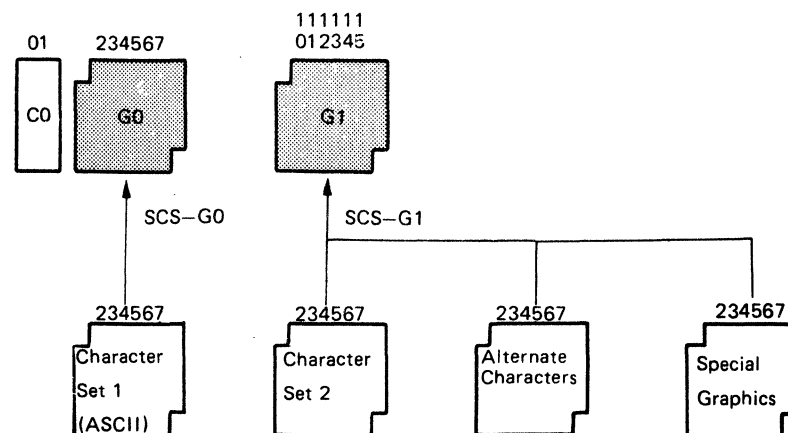 111111
01 234567 012345
C0 G0 G1
SCS-G0 SCS-G1
234567 234567 234567 234567
Character Character Alternate Special
Set 1 Set 2 Characters Graphics
(ASCII)